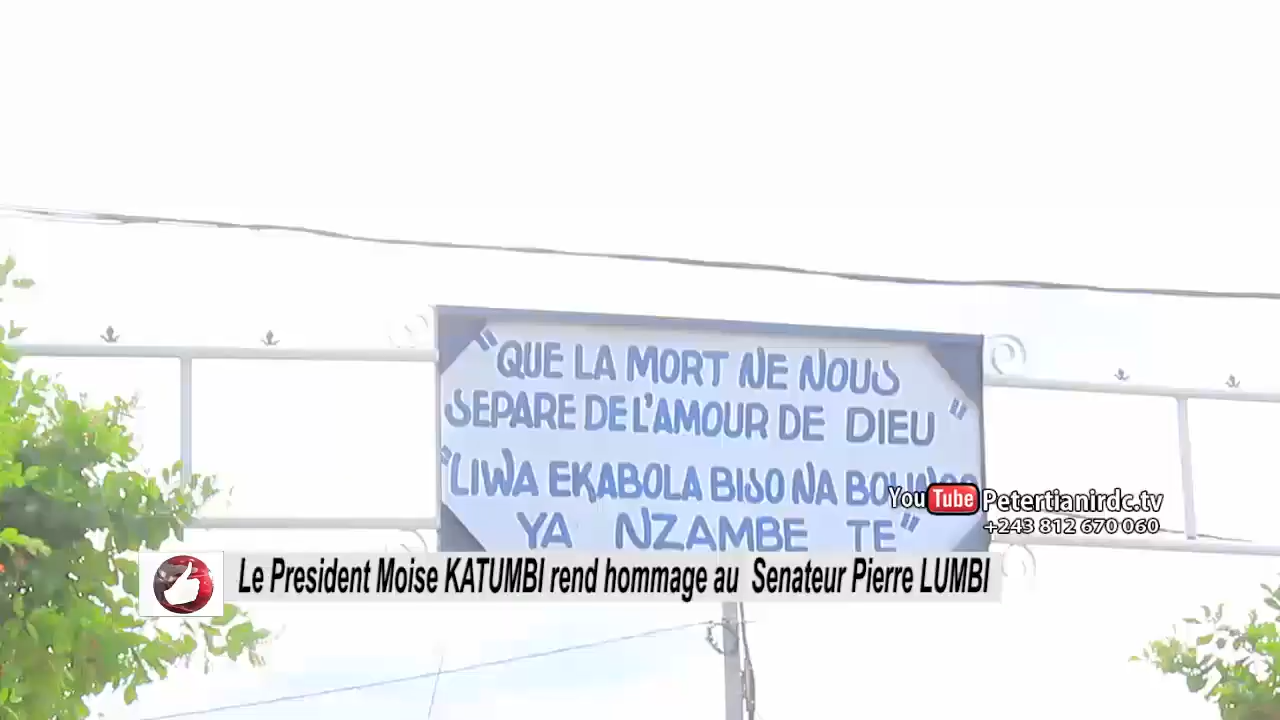 "QUE LA MORT NE NOUS
SEPARE DE L'AMOUR DE DIEU"
"LIWA EKABOLA BISO NA
YA NZAMBE TE"
YouTube Petertianirdc.tv
+243 812 670 060
Le President Moise KATUMBI rend hommage au Senateur Pierre LUMBI